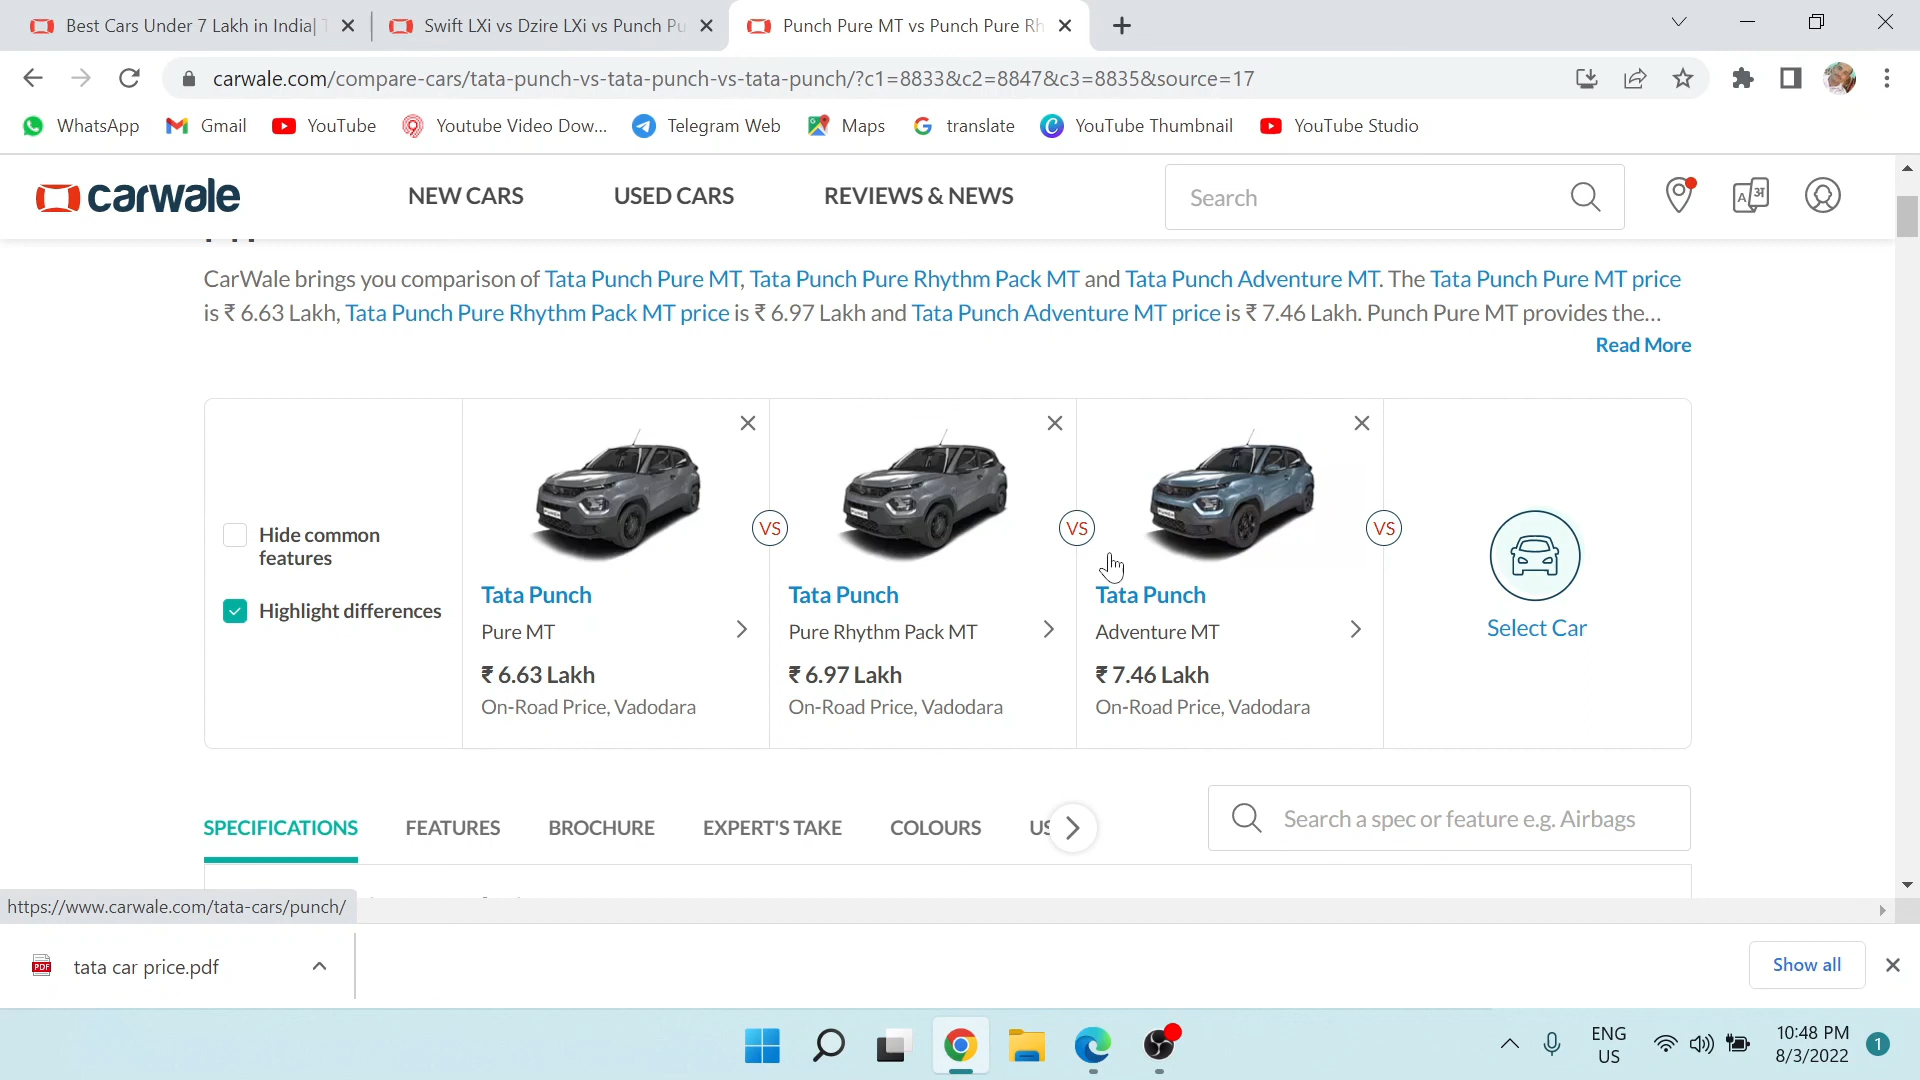 Best Cars Under 7 Lakh in India|
Swift LXi vs Dzire LXi vs Punch Pu
Punch Pure MT vs Punch Pure Rh
carwale.com/compare-cars/tata-punch-vs-tata-punch-vs-tata-punch/?c1=8833&c2=8847&c3=8835&source=17
WhatsApp Gmail YouTube Youtube Video Dow... Telegram Web Maps translate YouTube Thumbnail YouTube Studio
carwale NEW CARS USED CARS REVIEWS & NEWS Search
A अ
CarWale brings you comparison of Tata Punch Pure MT, Tata Punch Pure Rhythm Pack MT and Tata Punch Adventure MT. The Tata Punch Pure MT price
is ₹ 6.63 Lakh, Tata Punch Pure Rhythm Pack MT price is ₹ 6.97 Lakh and Tata Punch Adventure MT price is ₹ 7.46 Lakh. Punch Pure MT provides the...
Read More
Hide common
features
Highlight differences
VS
VS
VS
Tata Punch
Pure MT
₹ 6.63 Lakh
On-Road Price, Vadodara
Tata Punch
Pure Rhythm Pack MT
₹ 6.97 Lakh
On-Road Price, Vadodara
Tata Punch
Adventure MT
₹ 7.46 Lakh
On-Road Price, Vadodara
Select Car
SPECIFICATIONS FEATURES BROCHURE EXPERT'S TAKE COLOURS US
Search a spec or feature e.g. Airbags
https://www.carwale.com/tata-cars/punch/
PDF tata car price.pdf
Show all
ENG
US
10:48 PM
8/3/2022
1